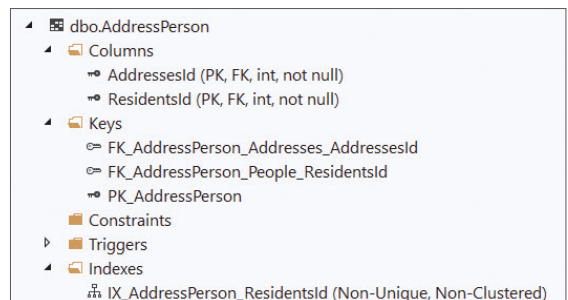 dbo.AddressPerson
Columns
AddressesId (PK, FK, int, not null)
ResidentsId (PK, FK, int, not null)
Keys
FK_AddressPerson_Addresses_AddressesId
FK_AddressPerson_People_ResidentsId
PK_AddressPerson
Constraints
Triggers
Indexes
IX_AddressPerson_ResidentsId (Non-Unique, Non-Clustered)